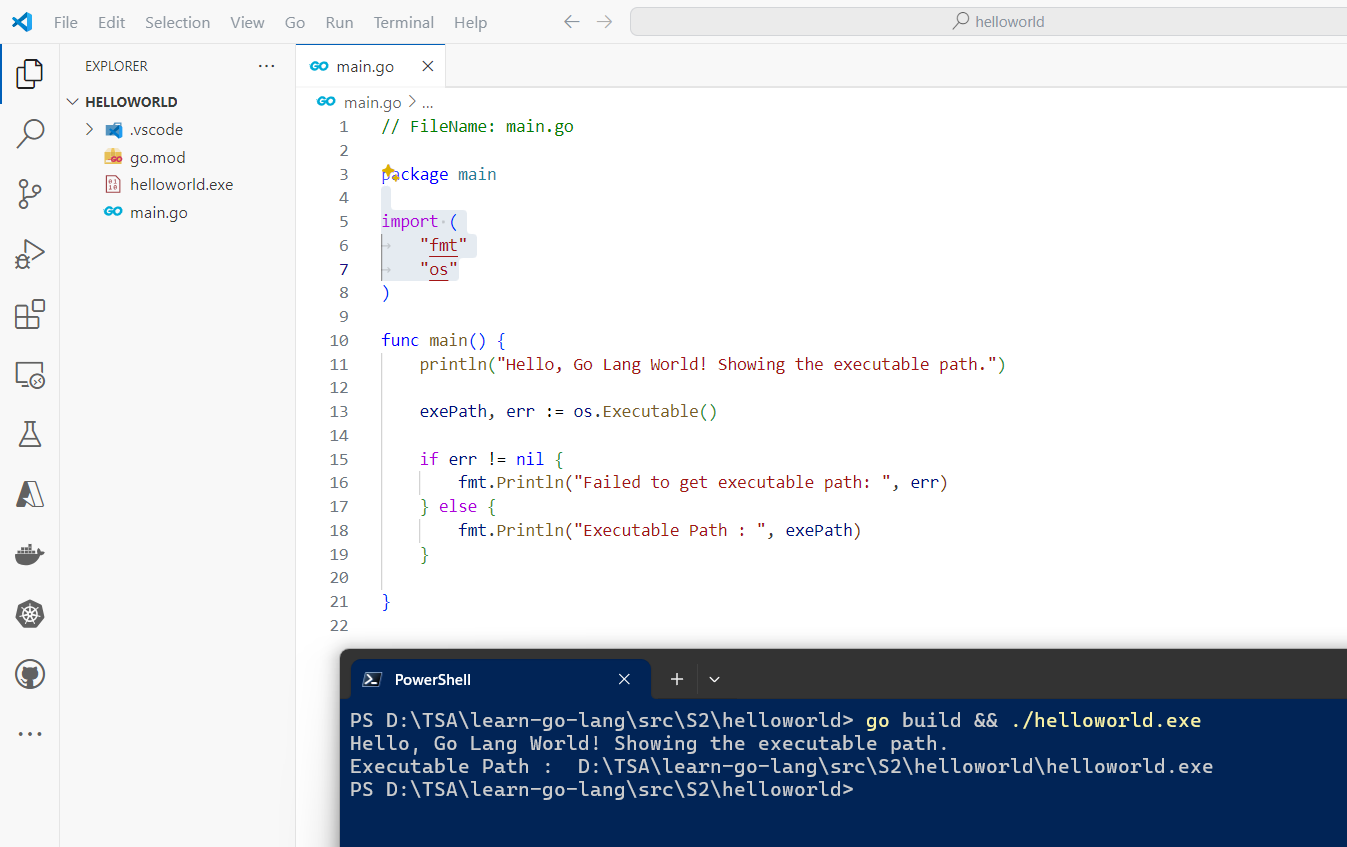 File Edit Selection View Go Run Terminal Help
helloworld
EXPLORER
HELLOWORLD
.vscode
go.mod
helloworld.exe
main.go
main.go
main.go > ...
1 // FileName: main.go
2
3 package main
4
5 import (
6 "fmt"
7 "os"
8 )
9
10 func main() {
11 println("Hello, Go Lang World! Showing the executable path.")
12
13 exePath, err := os.Executable()
14
15 if err != nil {
16 fmt.Println("Failed to get executable path: ", err)
17 } else {
18 fmt.Println("Executable Path : ", exePath)
19 }
20
21 }
22
PowerShell
PS D:\TSA\learn-go-lang\src\S2\helloworld> go build && ./helloworld.exe
Hello, Go Lang World! Showing the executable path.
Executable Path :  D:\TSA\learn-go-lang\src\S2\helloworld\helloworld.exe
PS D:\TSA\learn-go-lang\src\S2\helloworld>